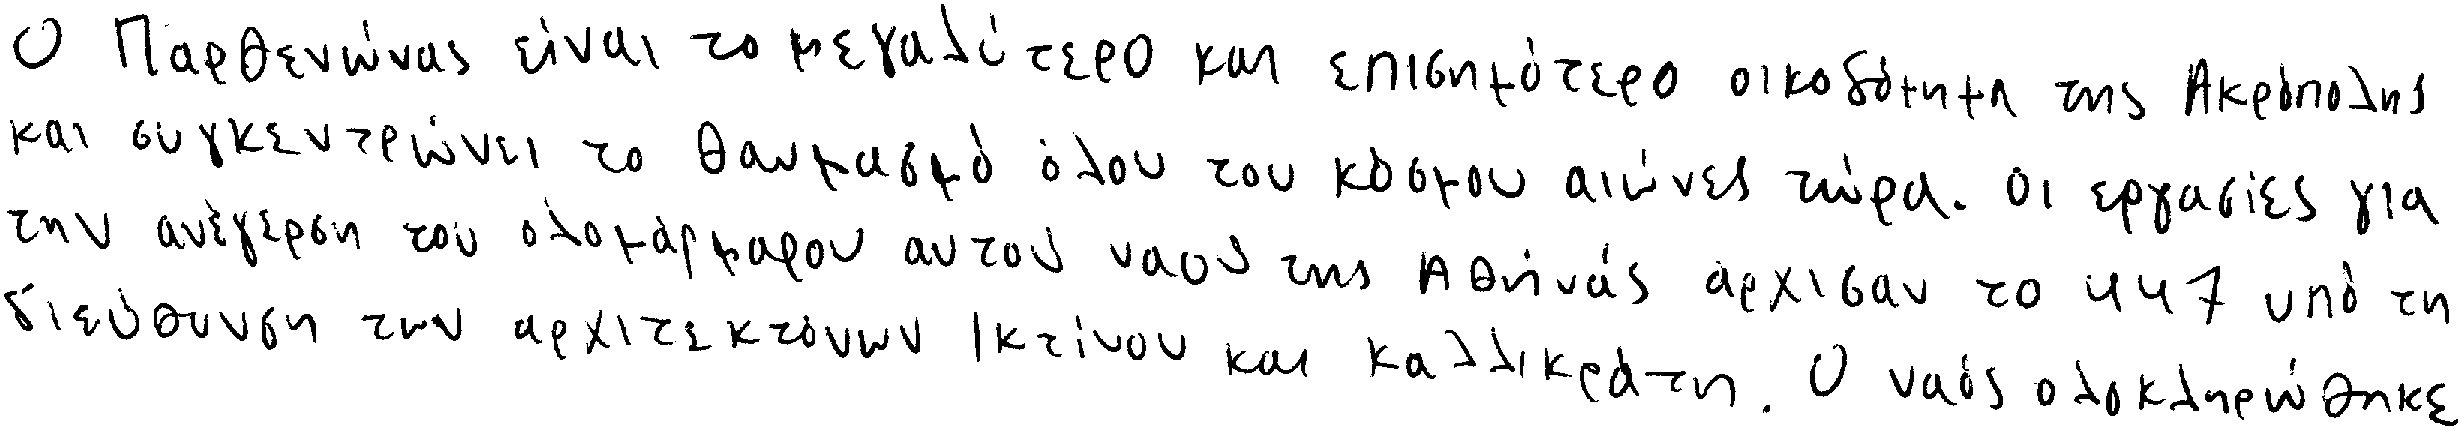 Ο Παρθενώνας είναι το μεγαλύτερο και επισημότερο οικοδόμημα της Ακρόπολης
και συγκεντρώνει το θαυμασμό όλου του κόσμου αιώνες τώρα. Οι εργασίες για
την ανέγερση του ολομάρμαρου αυτού ναού της Αθήνάς άρχισαν το 447 υπό τη
διεύθυνση των αρχιτεκτόνων Ικτίνου και Καλλικράτη. Ο ναός ολοκληρώθηκε